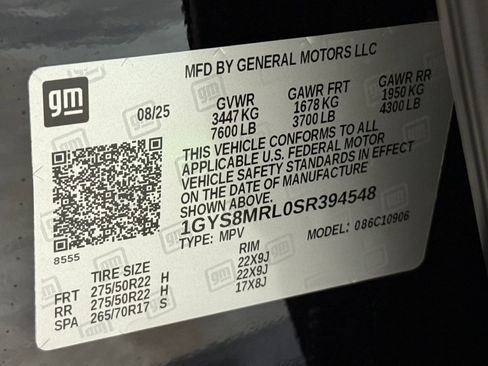 MFD BY GENERAL MOTORS LLC
gm
08/25 GVWR GAWR FRT GAWR RR
3447 KG 1678 KG 1950 KG
7600 LB 3700 LB 4300 LB
THIS VEHICLE CONFORMS TO ALL
APPLICABLE U.S. FEDERAL MOTOR
VEHICLE SAFETY STANDARDS IN EFFECT
ON THE DATE OF MANUFACTURE
SHOWN ABOVE.
1GYS8MRL0SR394548
TYPE: MPV MODEL: 086C10906
8555
TIRE SIZE RIM
FRT 275/50R22 H 22X9J
RR 275/50R22 H 22X9J
SPA 265/70R17 S 17X8J